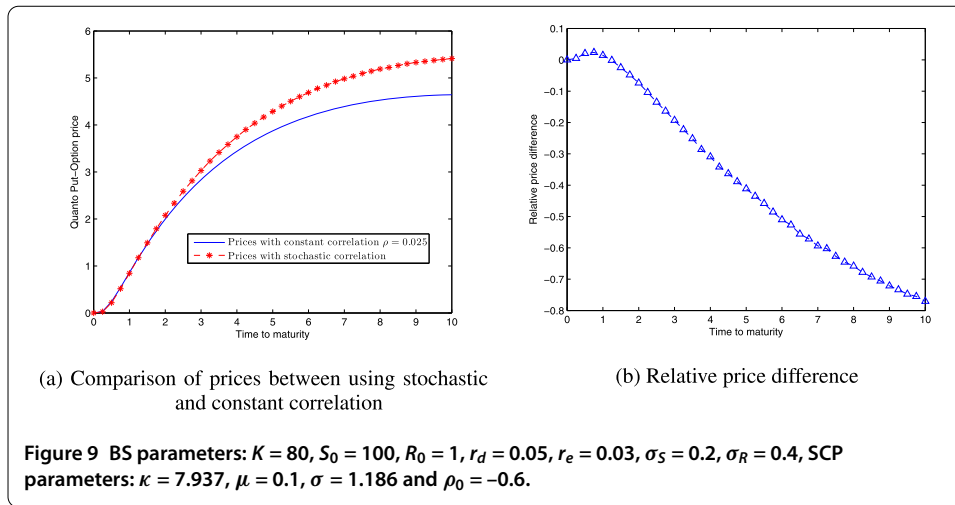 6
5
4
3
2
1
0
Quanto Put–Option price
Prices with constant correlation ρ = 0.025
Prices with stochastic correlation
0 1 2 3 4 5 6 7 8 9 10
Time to maturity
(a) Comparison of prices between using stochastic
and constant correlation
0.1
0
−0.1
−0.2
−0.3
−0.4
−0.5
−0.6
−0.7
−0.8
Relative price difference
0 1 2 3 4 5 6 7 8 9 10
Time to maturity
(b) Relative price difference
Figure 9 BS parameters: K = 80, S0 = 100, R0 = 1, rd = 0.05, re = 0.03, σS = 0.2, σR = 0.4, SCP
parameters: κ = 7.937, μ = 0.1, σ = 1.186 and ρ0 = –0.6.